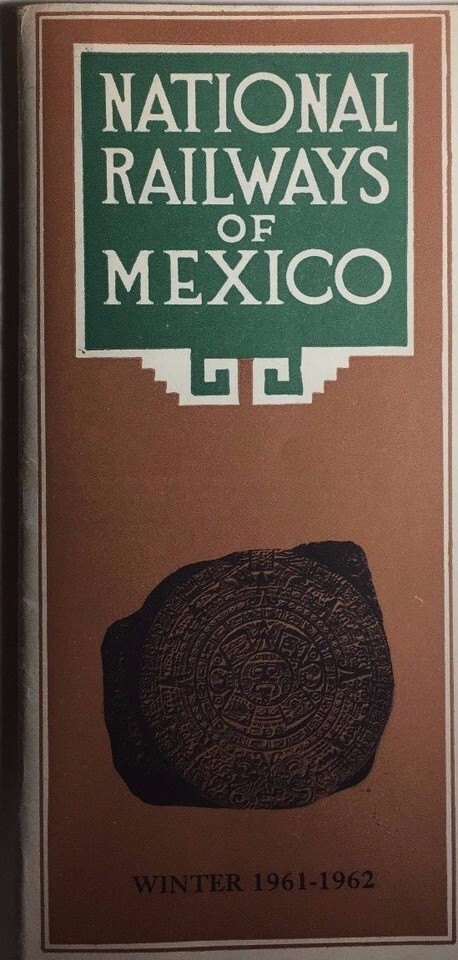 NATIONAL
RAILWAYS
OF
MEXICO
WINTER 1961-1962